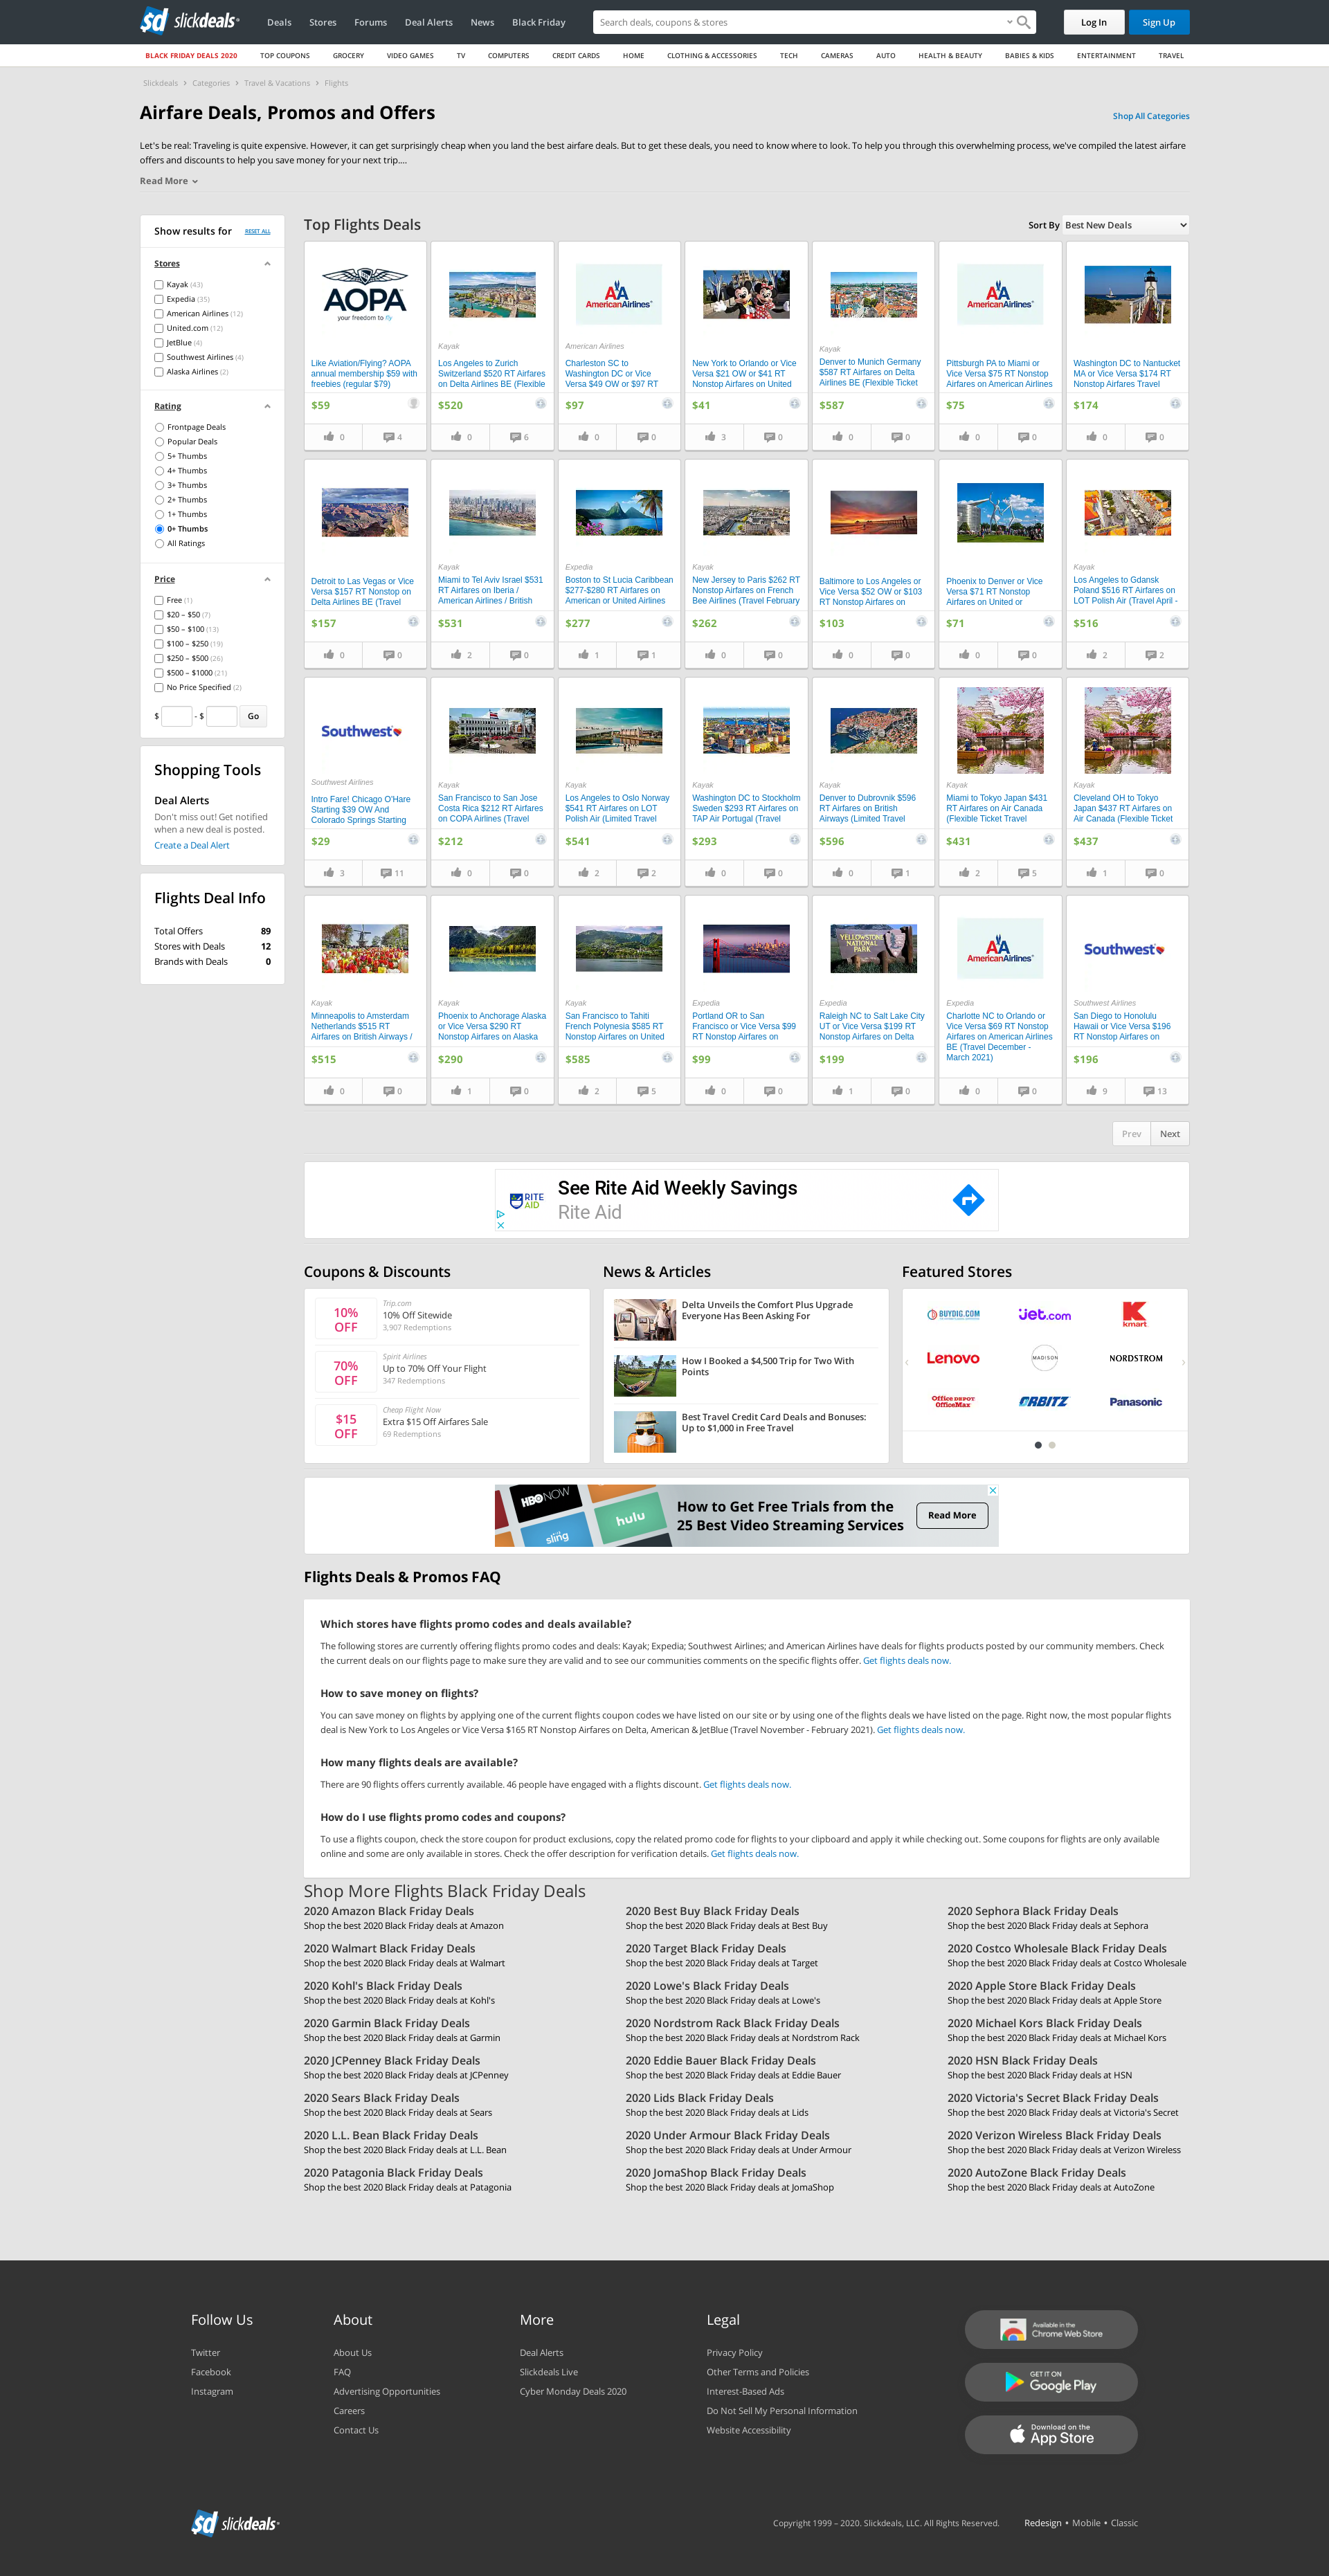 sd slickdeals
Deals Stores Forums Deal Alerts News Black Friday
Search deals, coupons & stores
Log In
Sign Up
BLACK FRIDAY DEALS 2020 TOP COUPONS GROCERY VIDEO GAMES TV COMPUTERS CREDIT CARDS HOME CLOTHING & ACCESSORIES TECH CAMERAS AUTO HEALTH & BEAUTY BABIES & KIDS ENTERTAINMENT TRAVEL
Slickdeals > Categories > Travel & Vacations > Flights
Airfare Deals, Promos and Offers
Shop All Categories
Let's be real: Traveling is quite expensive. However, it can get surprisingly cheap when you land the best airfare deals. But to get these deals, you need to know where to look. To help you through this overwhelming process, we've compiled the latest airfare
offers and discounts to help you save money for your next trip....
Read More
Show results for RESET ALL
Stores
Kayak (43)
Expedia (35)
American Airlines (12)
United.com (12)
JetBlue (4)
Southwest Airlines (4)
Alaska Airlines (2)
Rating
Frontpage Deals
Popular Deals
5+ Thumbs
4+ Thumbs
3+ Thumbs
2+ Thumbs
1+ Thumbs
0+ Thumbs
All Ratings
Price
Free (1)
$20 – $50 (7)
$50 – $100 (13)
$100 – $250 (19)
$250 – $500 (26)
$500 – $1000 (21)
No Price Specified (2)
$ - $ Go
Shopping Tools
Deal Alerts
Don't miss out! Get notified
when a new deal is posted.
Create a Deal Alert
Flights Deal Info
Total Offers 89
Stores with Deals 12
Brands with Deals 0
Top Flights Deals
Sort By Best New Deals
AOPA
your freedom to fly
Like Aviation/Flying? AOPA
annual membership $59 with
freebies (regular $79)
$59
0 4
Kayak
Los Angeles to Zurich
Switzerland $520 RT Airfares
on Delta Airlines BE (Flexible
$520
0 6
AmericanAirlines
American Airlines
Charleston SC to
Washington DC or Vice
Versa $49 OW or $97 RT
$97
0 0
New York to Orlando or Vice
Versa $21 OW or $41 RT
Nonstop Airfares on United
$41
3 0
Kayak
Denver to Munich Germany
$587 RT Airfares on Delta
Airlines BE (Flexible Ticket
$587
0 0
AmericanAirlines
Pittsburgh PA to Miami or
Vice Versa $75 RT Nonstop
Airfares on American Airlines
$75
0 0
Washington DC to Nantucket
MA or Vice Versa $174 RT
Nonstop Airfares Travel
$174
0 0
Detroit to Las Vegas or Vice
Versa $157 RT Nonstop on
Delta Airlines BE (Travel
$157
0 0
Kayak
Miami to Tel Aviv Israel $531
RT Airfares on Iberia /
American Airlines / British
$531
2 0
Expedia
Boston to St Lucia Caribbean
$277-$280 RT Airfares on
American or United Airlines
$277
1 1
Kayak
New Jersey to Paris $262 RT
Nonstop Airfares on French
Bee Airlines (Travel February
$262
0 0
Baltimore to Los Angeles or
Vice Versa $52 OW or $103
RT Nonstop Airfares on
$103
0 0
Phoenix to Denver or Vice
Versa $71 RT Nonstop
Airfares on United or
$71
0 0
Kayak
Los Angeles to Gdansk
Poland $516 RT Airfares on
LOT Polish Air (Travel April -
$516
2 2
Southwest
Southwest Airlines
Intro Fare! Chicago O'Hare
Starting $39 OW And
Colorado Springs Starting
$29
3 11
Kayak
San Francisco to San Jose
Costa Rica $212 RT Airfares
on COPA Airlines (Travel
$212
0 0
Kayak
Los Angeles to Oslo Norway
$541 RT Airfares on LOT
Polish Air (Limited Travel
$541
2 2
Kayak
Washington DC to Stockholm
Sweden $293 RT Airfares on
TAP Air Portugal (Travel
$293
0 0
Kayak
Denver to Dubrovnik $596
RT Airfares on British
Airways (Limited Travel
$596
0 1
Kayak
Miami to Tokyo Japan $431
RT Airfares on Air Canada
(Flexible Ticket Travel
$431
2 5
Kayak
Cleveland OH to Tokyo
Japan $437 RT Airfares on
Air Canada (Flexible Ticket
$437
1 0
Kayak
Minneapolis to Amsterdam
Netherlands $515 RT
Airfares on British Airways /
$515
0 0
Kayak
Phoenix to Anchorage Alaska
or Vice Versa $290 RT
Nonstop Airfares on Alaska
$290
1 0
Kayak
San Francisco to Tahiti
French Polynesia $585 RT
Nonstop Airfares on United
$585
2 5
Expedia
Portland OR to San
Francisco or Vice Versa $99
RT Nonstop Airfares on
$99
0 0
YELLOWSTONE
NATIONAL
PARK
Expedia
Raleigh NC to Salt Lake City
UT or Vice Versa $199 RT
Nonstop Airfares on Delta
$199
1 0
AmericanAirlines
Expedia
Charlotte NC to Orlando or
Vice Versa $69 RT Nonstop
Airfares on American Airlines
BE (Travel December -
March 2021)
0 0
Southwest
Southwest Airlines
San Diego to Honolulu
Hawaii or Vice Versa $196
RT Nonstop Airfares on
$196
9 13
Prev Next
RITE AID
See Rite Aid Weekly Savings
Rite Aid
Coupons & Discounts
10% OFF
Trip.com
10% Off Sitewide
3,907 Redemptions
70% OFF
Spirit Airlines
Up to 70% Off Your Flight
347 Redemptions
$15 OFF
Cheap Flight Now
Extra $15 Off Airfares Sale
69 Redemptions
News & Articles
Delta Unveils the Comfort Plus Upgrade
Everyone Has Been Asking For
How I Booked a $4,500 Trip for Two With
Points
Best Travel Credit Card Deals and Bonuses:
Up to $1,000 in Free Travel
Featured Stores
BUYDIG.COM jet.com kmart
Lenovo MADISON NORDSTROM
Office DEPOT OfficeMax ORBITZ Panasonic
HBO NOW
hulu
sling
How to Get Free Trials from the
25 Best Video Streaming Services
Read More
Flights Deals & Promos FAQ
Which stores have flights promo codes and deals available?
The following stores are currently offering flights promo codes and deals: Kayak; Expedia; Southwest Airlines; and American Airlines have deals for flights products posted by our community members. Check
the current deals on our flights page to make sure they are valid and to see our communities comments on the specific flights offer. Get flights deals now.
How to save money on flights?
You can save money on flights by applying one of the current flights coupon codes we have listed on our site or by using one of the flights deals we have listed on the page. Right now, the most popular flights
deal is New York to Los Angeles or Vice Versa $165 RT Nonstop Airfares on Delta, American & JetBlue (Travel November - February 2021). Get flights deals now.
How many flights deals are available?
There are 90 flights offers currently available. 46 people have engaged with a flights discount. Get flights deals now.
How do I use flights promo codes and coupons?
To use a flights coupon, check the store coupon for product exclusions, copy the related promo code for flights to your clipboard and apply it while checking out. Some coupons for flights are only available
online and some are only available in stores. Check the offer description for verification details. Get flights deals now.
Shop More Flights Black Friday Deals
2020 Amazon Black Friday Deals
Shop the best 2020 Black Friday deals at Amazon
2020 Best Buy Black Friday Deals
Shop the best 2020 Black Friday deals at Best Buy
2020 Sephora Black Friday Deals
Shop the best 2020 Black Friday deals at Sephora
2020 Walmart Black Friday Deals
Shop the best 2020 Black Friday deals at Walmart
2020 Target Black Friday Deals
Shop the best 2020 Black Friday deals at Target
2020 Costco Wholesale Black Friday Deals
Shop the best 2020 Black Friday deals at Costco Wholesale
2020 Kohl's Black Friday Deals
Shop the best 2020 Black Friday deals at Kohl's
2020 Lowe's Black Friday Deals
Shop the best 2020 Black Friday deals at Lowe's
2020 Apple Store Black Friday Deals
Shop the best 2020 Black Friday deals at Apple Store
2020 Garmin Black Friday Deals
Shop the best 2020 Black Friday deals at Garmin
2020 Nordstrom Rack Black Friday Deals
Shop the best 2020 Black Friday deals at Nordstrom Rack
2020 Michael Kors Black Friday Deals
Shop the best 2020 Black Friday deals at Michael Kors
2020 JCPenney Black Friday Deals
Shop the best 2020 Black Friday deals at JCPenney
2020 Eddie Bauer Black Friday Deals
Shop the best 2020 Black Friday deals at Eddie Bauer
2020 HSN Black Friday Deals
Shop the best 2020 Black Friday deals at HSN
2020 Sears Black Friday Deals
Shop the best 2020 Black Friday deals at Sears
2020 Lids Black Friday Deals
Shop the best 2020 Black Friday deals at Lids
2020 Victoria's Secret Black Friday Deals
Shop the best 2020 Black Friday deals at Victoria's Secret
2020 L.L. Bean Black Friday Deals
Shop the best 2020 Black Friday deals at L.L. Bean
2020 Under Armour Black Friday Deals
Shop the best 2020 Black Friday deals at Under Armour
2020 Verizon Wireless Black Friday Deals
Shop the best 2020 Black Friday deals at Verizon Wireless
2020 Patagonia Black Friday Deals
Shop the best 2020 Black Friday deals at Patagonia
2020 JomaShop Black Friday Deals
Shop the best 2020 Black Friday deals at JomaShop
2020 AutoZone Black Friday Deals
Shop the best 2020 Black Friday deals at AutoZone
Follow Us
Twitter
Facebook
Instagram
About
About Us
FAQ
Advertising Opportunities
Careers
Contact Us
More
Deal Alerts
Slickdeals Live
Cyber Monday Deals 2020
Legal
Privacy Policy
Other Terms and Policies
Interest-Based Ads
Do Not Sell My Personal Information
Website Accessibility
Available in the
Chrome Web Store
GET IT ON
Google Play
Download on the
App Store
sd slickdeals
Copyright 1999 – 2020. Slickdeals, LLC. All Rights Reserved.
Redesign • Mobile • Classic